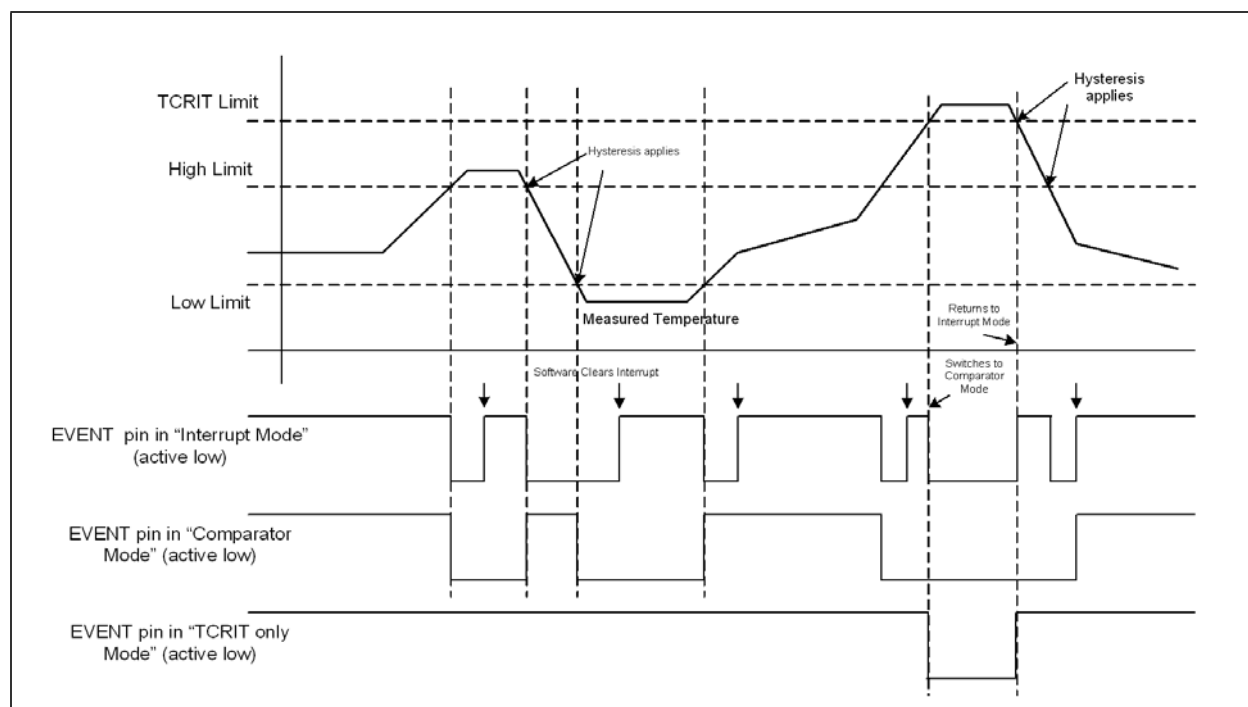 TCRIT Limit
Hysteresis
applies
High Limit
Hysteresis applies
Low Limit
Measured Temperature
Returns to
Interrupt Mode
Software Clears Interrupt
Switches to
Comparator
Mode
EVENT pin in “Interrupt Mode”
(active low)
EVENT pin in “Comparator
Mode” (active low)
EVENT pin in “TCRIT only
Mode” (active low)